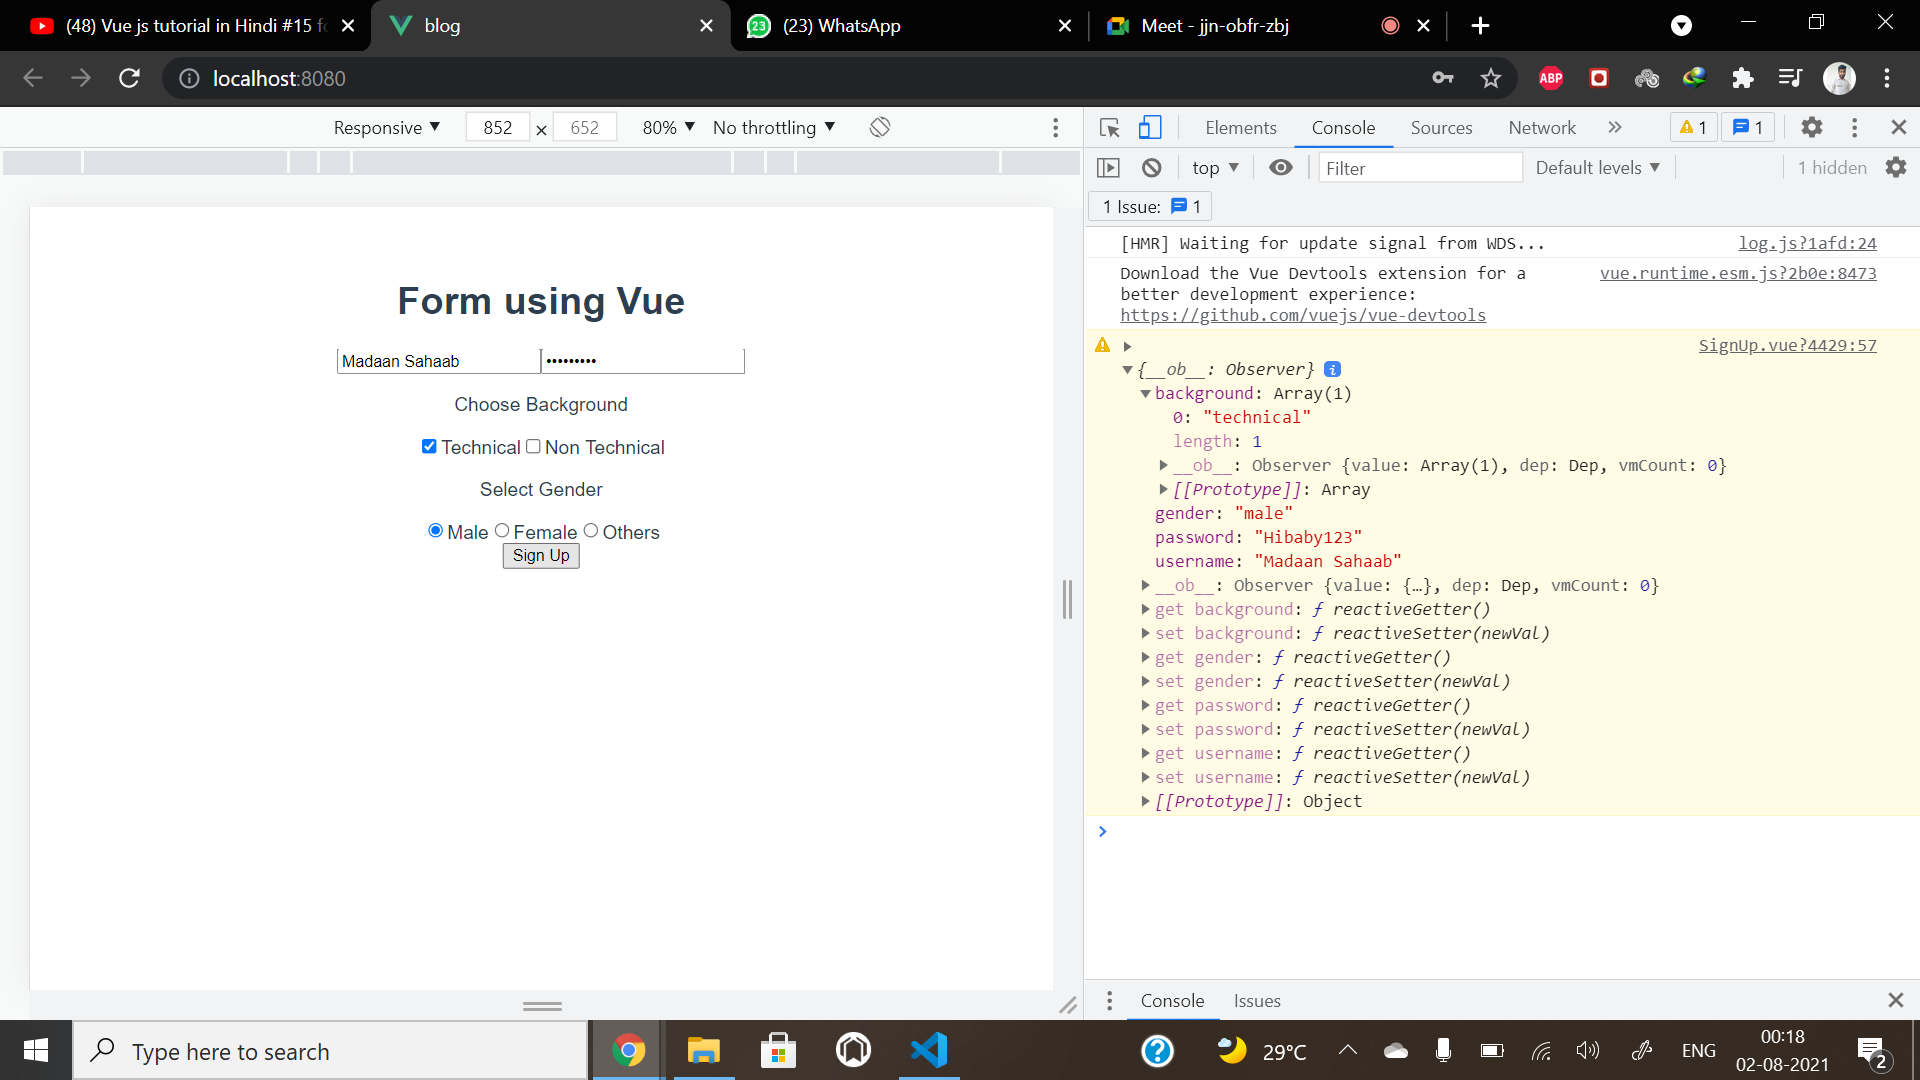 (48) Vue js tutorial in Hindi #15 fo
blog
23
(23) WhatsApp
Meet - jjn-obfr-zbj
localhost:8080
ABP
Responsive
852 × 652
80%
No throttling
Elements
Console
Sources
Network
1
1
top
Filter
Default levels
1 hidden
1 Issue: 1
Form using Vue
Madaan Sahaab •••••••••
Choose Background
Technical Non Technical
Select Gender
Male Female Others
Sign Up
[HMR] Waiting for update signal from WDS... log.js?1afd:24
Download the Vue Devtools extension for a vue.runtime.esm.js?2b0e:8473
better development experience:
https://github.com/vuejs/vue-devtools
SignUp.vue?4429:57
{__ob__: Observer} i
background: Array(1)
0: "technical"
length: 1
__ob__: Observer {value: Array(1), dep: Dep, vmCount: 0}
[[Prototype]]: Array
gender: "male"
password: "Hibaby123"
username: "Madaan Sahaab"
__ob__: Observer {value: {…}, dep: Dep, vmCount: 0}
get background: ƒ reactiveGetter()
set background: ƒ reactiveSetter(newVal)
get gender: ƒ reactiveGetter()
set gender: ƒ reactiveSetter(newVal)
get password: ƒ reactiveGetter()
set password: ƒ reactiveSetter(newVal)
get username: ƒ reactiveGetter()
set username: ƒ reactiveSetter(newVal)
[[Prototype]]: Object
Console
Issues
Type here to search
29°C
ENG
00:18
02-08-2021
2